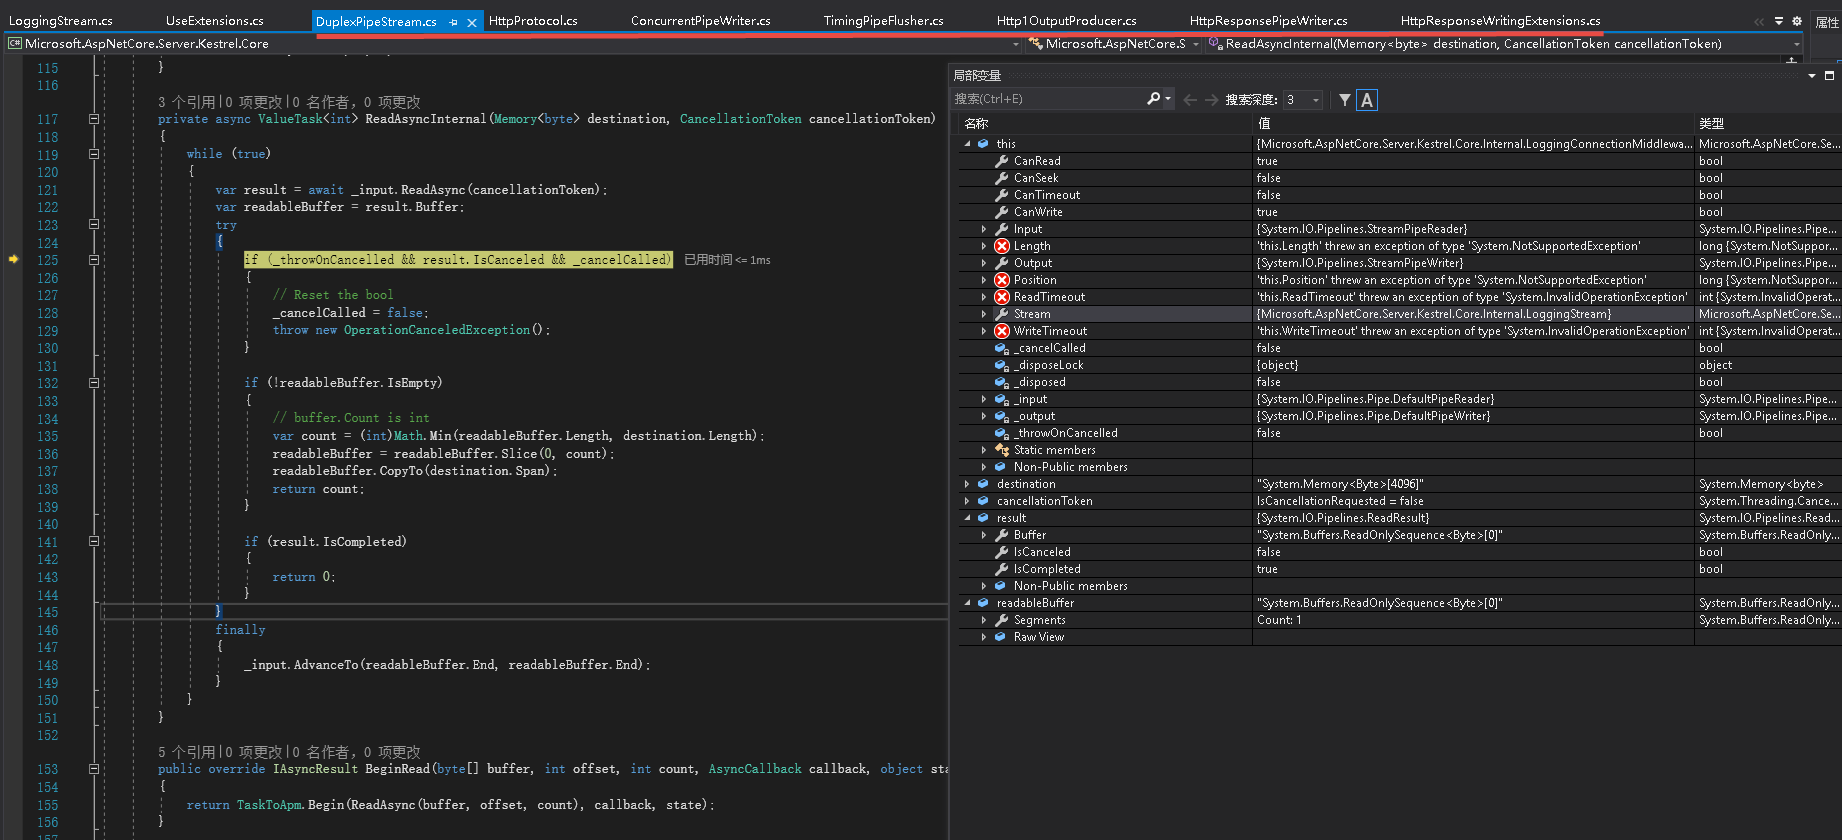 LoggingStream.cs UseExtensions.cs DuplexPipeStream.cs HttpProtocol.cs ConcurrentPipeWriter.cs TimingPipeFlusher.cs Http1OutputProducer.cs HttpResponsePipeWriter.cs HttpResponseWritingExtensions.cs 属性
C# Microsoft.AspNetCore.Server.Kestrel.Core Microsoft.AspNetCore.S ReadAsyncInternal(Memory<byte> destination, CancellationToken cancellationToken)
115 }
116
3 个引用|0 项更改|0 名作者, 0 项更改
117 private async ValueTask<int> ReadAsyncInternal(Memory<byte> destination, CancellationToken cancellationToken)
118 {
119 while (true)
120 {
121 var result = await _input.ReadAsync(cancellationToken);
122 var readableBuffer = result.Buffer;
123 try
124 {
125 if (_throwOnCancelled && result.IsCanceled && _cancelCalled) 已用时间 <= 1ms
126 {
127 // Reset the bool
128 _cancelCalled = false;
129 throw new OperationCanceledException();
130 }
131
132 if (!readableBuffer.IsEmpty)
133 {
134 // buffer.Count is int
135 var count = (int)Math.Min(readableBuffer.Length, destination.Length);
136 readableBuffer = readableBuffer.Slice(0, count);
137 readableBuffer.CopyTo(destination.Span);
138 return count;
139 }
140
141 if (result.IsCompleted)
142 {
143 return 0;
144 }
145 }
146 finally
147 {
148 _input.AdvanceTo(readableBuffer.End, readableBuffer.End);
149 }
150 }
151 }
152
5 个引用|0 项更改|0 名作者, 0 项更改
153 public override IAsyncResult BeginRead(byte[] buffer, int offset, int count, AsyncCallback callback, object sta
154 {
155 return TaskToApm.Begin(ReadAsync(buffer, offset, count), callback, state);
156 }
157
局部变量
搜索(Ctrl+E) 搜索深度: 3 A
名称 值 类型
this {Microsoft.AspNetCore.Server.Kestrel.Core.Internal.LoggingConnectionMiddlewa... Microsoft.AspNetCore.Se...
CanRead true bool
CanSeek false bool
CanTimeout false bool
CanWrite true bool
Input {System.IO.Pipelines.StreamPipeReader} System.IO.Pipelines.Pipe...
Length 'this.Length' threw an exception of type 'System.NotSupportedException' long {System.NotSuppor...
Output {System.IO.Pipelines.StreamPipeWriter} System.IO.Pipelines.Pipe...
Position 'this.Position' threw an exception of type 'System.NotSupportedException' long {System.NotSuppor...
ReadTimeout 'this.ReadTimeout' threw an exception of type 'System.InvalidOperationException' int {System.InvalidOperat...
Stream {Microsoft.AspNetCore.Server.Kestrel.Core.Internal.LoggingStream} Microsoft.AspNetCore.Se...
WriteTimeout 'this.WriteTimeout' threw an exception of type 'System.InvalidOperationException' int {System.InvalidOperat...
_cancelCalled false bool
_disposeLock {object} object
_disposed false bool
_input {System.IO.Pipelines.Pipe.DefaultPipeReader} System.IO.Pipelines.Pipe...
_output {System.IO.Pipelines.Pipe.DefaultPipeWriter} System.IO.Pipelines.Pipe...
_throwOnCancelled false bool
Static members
Non-Public members
destination "System.Memory<Byte>[4096]" System.Memory<byte>
cancellationToken IsCancellationRequested = false System.Threading.Cance...
result {System.IO.Pipelines.ReadResult} System.IO.Pipelines.Read...
Buffer "System.Buffers.ReadOnlySequence<Byte>[0]" System.Buffers.ReadOnly...
IsCanceled false bool
IsCompleted true bool
Non-Public members
readableBuffer "System.Buffers.ReadOnlySequence<Byte>[0]" System.Buffers.ReadOnly...
Segments Count: 1 System.Buffers.ReadOnly...
Raw View